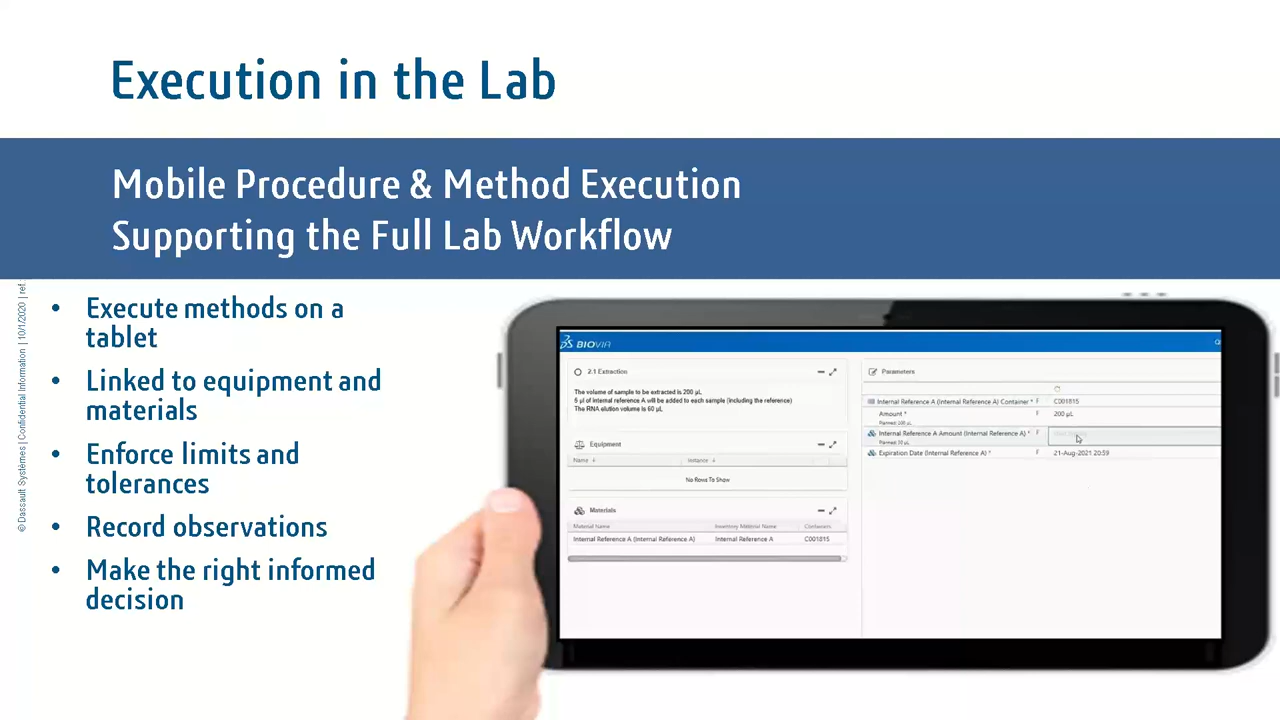 Execution in the Lab
Mobile Procedure & Method Execution
Supporting the Full Lab Workflow
• Execute methods on a
tablet
• Linked to equipment and
materials
• Enforce limits and
tolerances
• Record observations
• Make the right informed
decision
© Dassault Systèmes | Confidential Information | 10/1/2020 | ref.:
BIOVIA
2.1 Extraction
The volume of sample to be extracted is 200 µL
5 µl of Internal reference A will be added to each sample (including the reference)
The RNA elution volume is 60 µL
Equipment
Name Instance
No Rows To Show
Materials
Material Name Inventory Material Name Containers
Internal Reference A (Internal Reference A) Internal Reference A C001815
Parameters
Internal Reference A (Internal Reference A) Container * F C001815
Amount * F 200 µL
Internal Reference A Amount (Internal Reference A) * F
Expiration Date (Internal Reference A) * F 21-Aug-2021 20:59